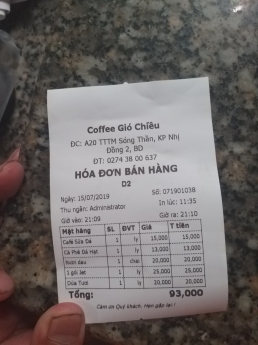 Coffee Gió Chiều
ĐC: A20 TTTM Sóng Thần, KP Nhị
Đồng 2, BD
ĐT: 0274 38 00 637
HÓA ĐƠN BÁN HÀNG
D2
Ngày: 15/07/2019 Số: 071901038
Thu ngân: Administrator In lúc: 11:35
Giờ vào: 21:09 Giờ ra: 21:10
Mặt hàng SL ĐVT Giá T tiền
Café Sữa Đá 1 ly 15,000 15,000
Cà Phê Đá Hạt 1 ly 13,000 13,000
1 chai 20,000 20,000
1 ly 25,000 25,000
Dừa Tươi 1 ly 20,000 20,000
Tổng: 93,000
Cảm ơn Quý khách. Hẹn gặp lại !